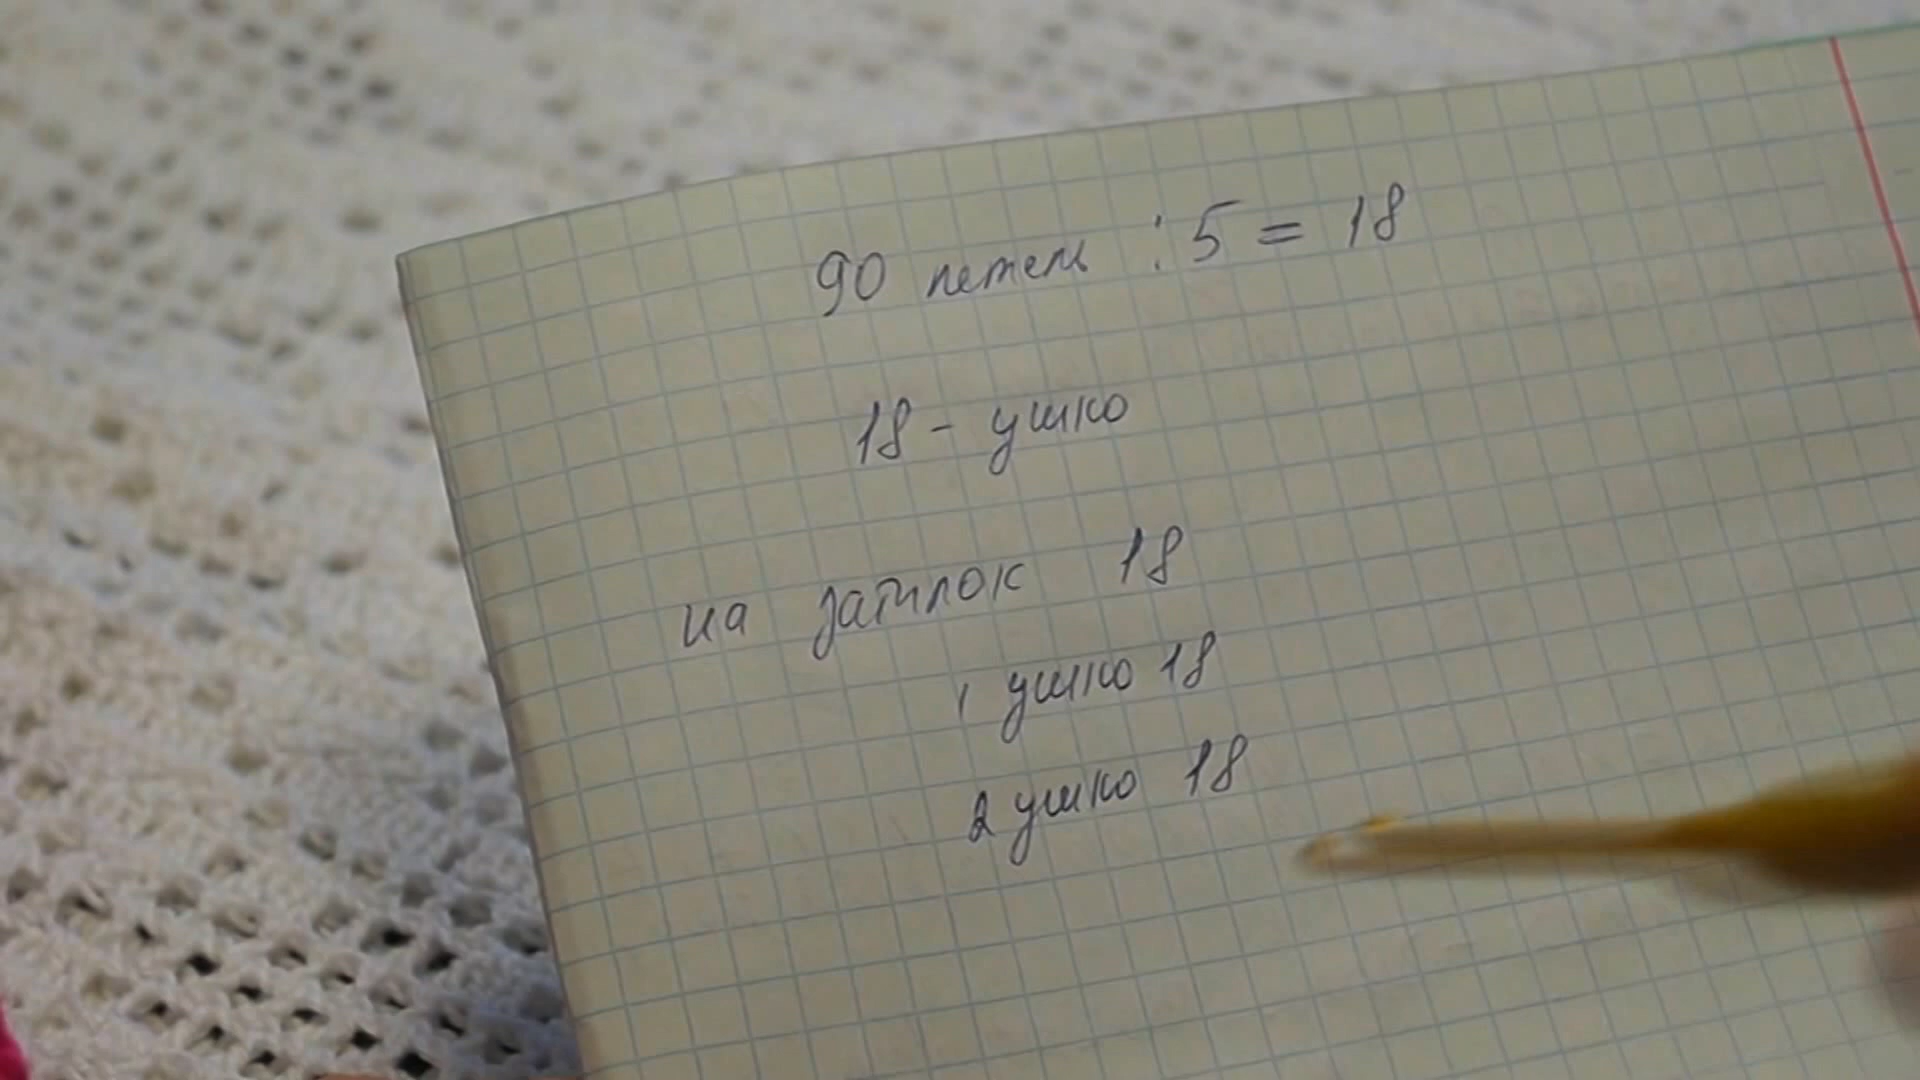 90 петель : 5 = 18
18 - ушко
на затылок 18
1 ушко 18
2 ушко 18